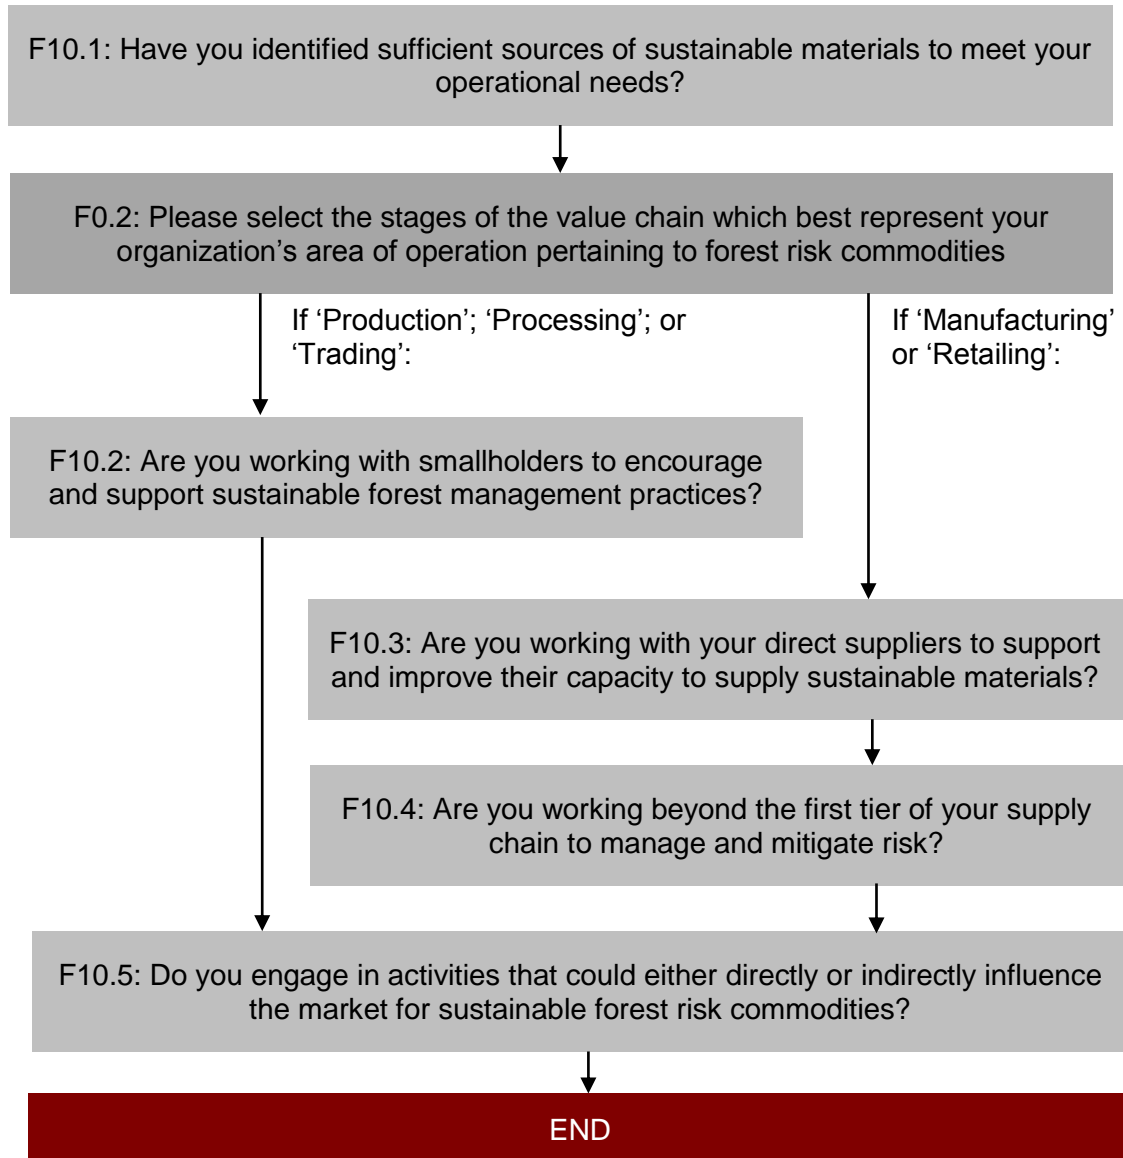 F10.1: Have you identified sufficient sources of sustainable materials to meet your
operational needs?
F0.2: Please select the stages of the value chain which best represent your
organization’s area of operation pertaining to forest risk commodities
If ‘Production’; ‘Processing’; or
‘Trading’:
If ‘Manufacturing’
or ‘Retailing’:
F10.2: Are you working with smallholders to encourage
and support sustainable forest management practices?
F10.3: Are you working with your direct suppliers to support
and improve their capacity to supply sustainable materials?
F10.4: Are you working beyond the first tier of your supply
chain to manage and mitigate risk?
F10.5: Do you engage in activities that could either directly or indirectly influence
the market for sustainable forest risk commodities?
END